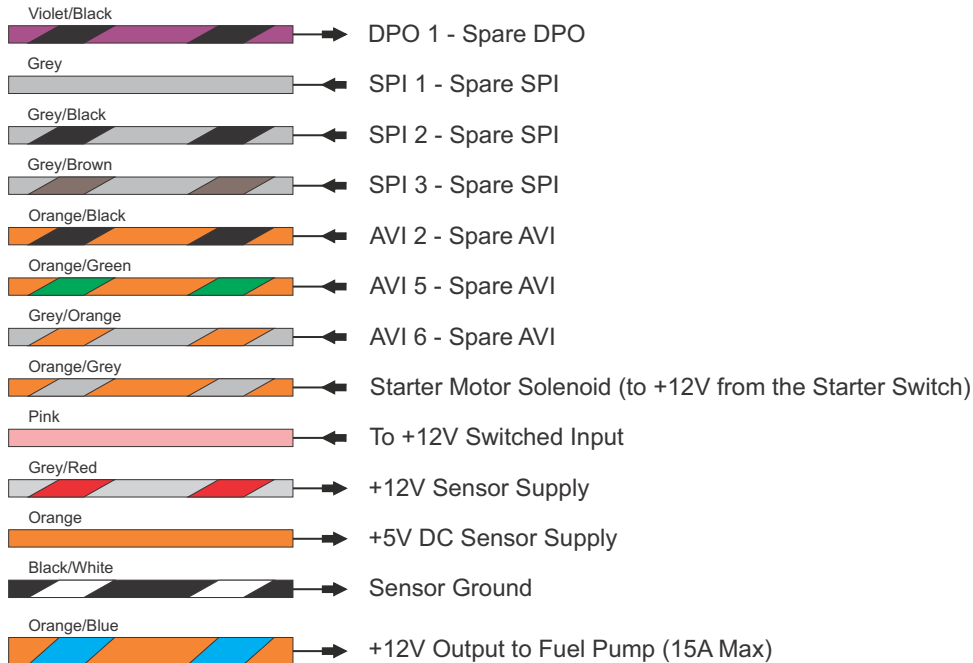 Violet/Black
DPO 1 - Spare DPO
Grey
SPI 1 - Spare SPI
Grey/Black
SPI 2 - Spare SPI
Grey/Brown
SPI 3 - Spare SPI
Orange/Black
AVI 2 - Spare AVI
Orange/Green
AVI 5 - Spare AVI
Grey/Orange
AVI 6 - Spare AVI
Orange/Grey
Starter Motor Solenoid (to +12V from the Starter Switch)
Pink
To +12V Switched Input
Grey/Red
+12V Sensor Supply
Orange
+5V DC Sensor Supply
Black/White
Sensor Ground
Orange/Blue
+12V Output to Fuel Pump (15A Max)